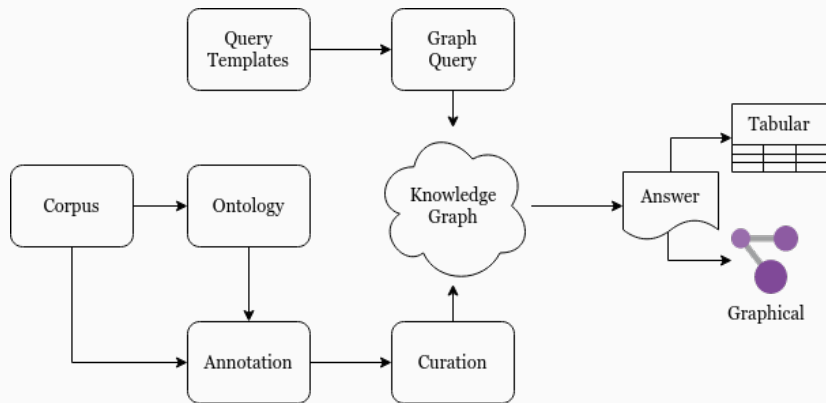 Query
Templates
Graph
Query
Tabular
Corpus
Ontology
Knowledge
Graph
Answer
Graphical
Annotation
Curation